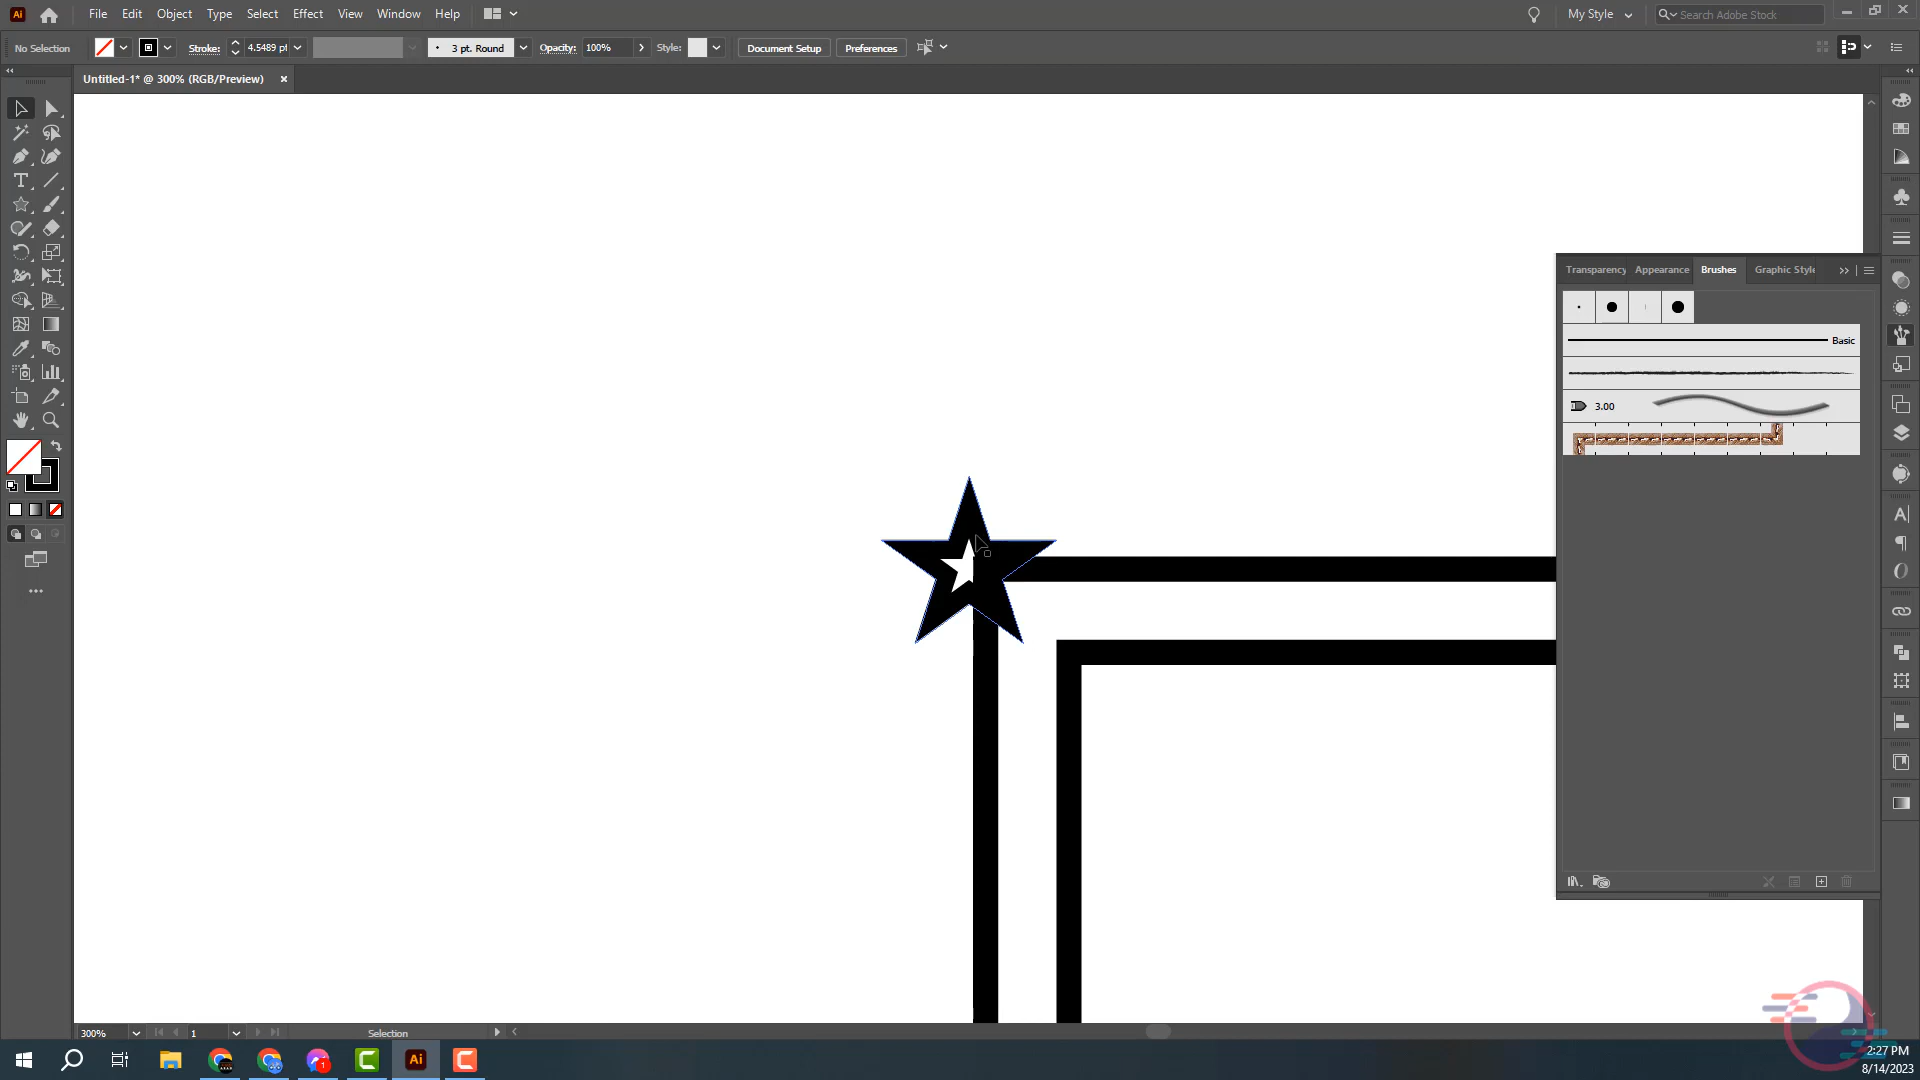 Ai File Edit Object Type Select Effect View Window Help My Style Search Adobe Stock
No Selection Stroke: 4.5489 pt 3 pt. Round Opacity: 100% Style: Document Setup Preferences
Untitled-1* @ 300% (RGB/Preview) ×
Transparency Appearance Brushes Graphic Style
Basic
3.00
300% 1 Selection
1 Ai
2:27 PM
8/14/2023